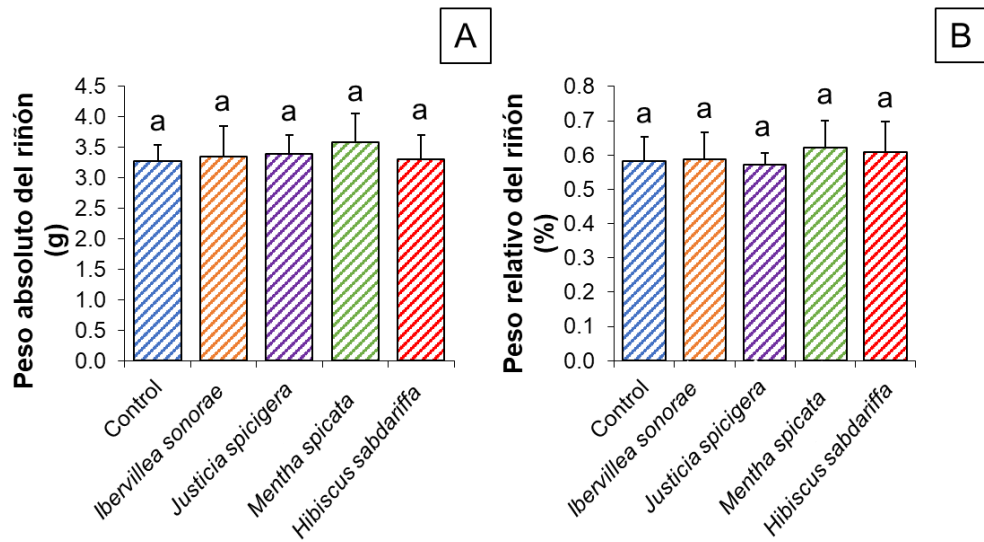 A
Peso absoluto del riñón
(g)
4.5
4.0
3.5
3.0
2.5
2.0
1.5
1.0
0.5
0.0
a
a
a
a
a
Control
Ibervillea sonorae
Justicia spicigera
Mentha spicata
Hibiscus sabdariffa
B
Peso relativo del riñón
(%)
0.8
0.7
0.6
0.5
0.4
0.3
0.2
0.1
0.0
a
a
a
a
a
Control
Ibervillea sonorae
Justicia spicigera
Mentha spicata
Hibiscus sabdariffa